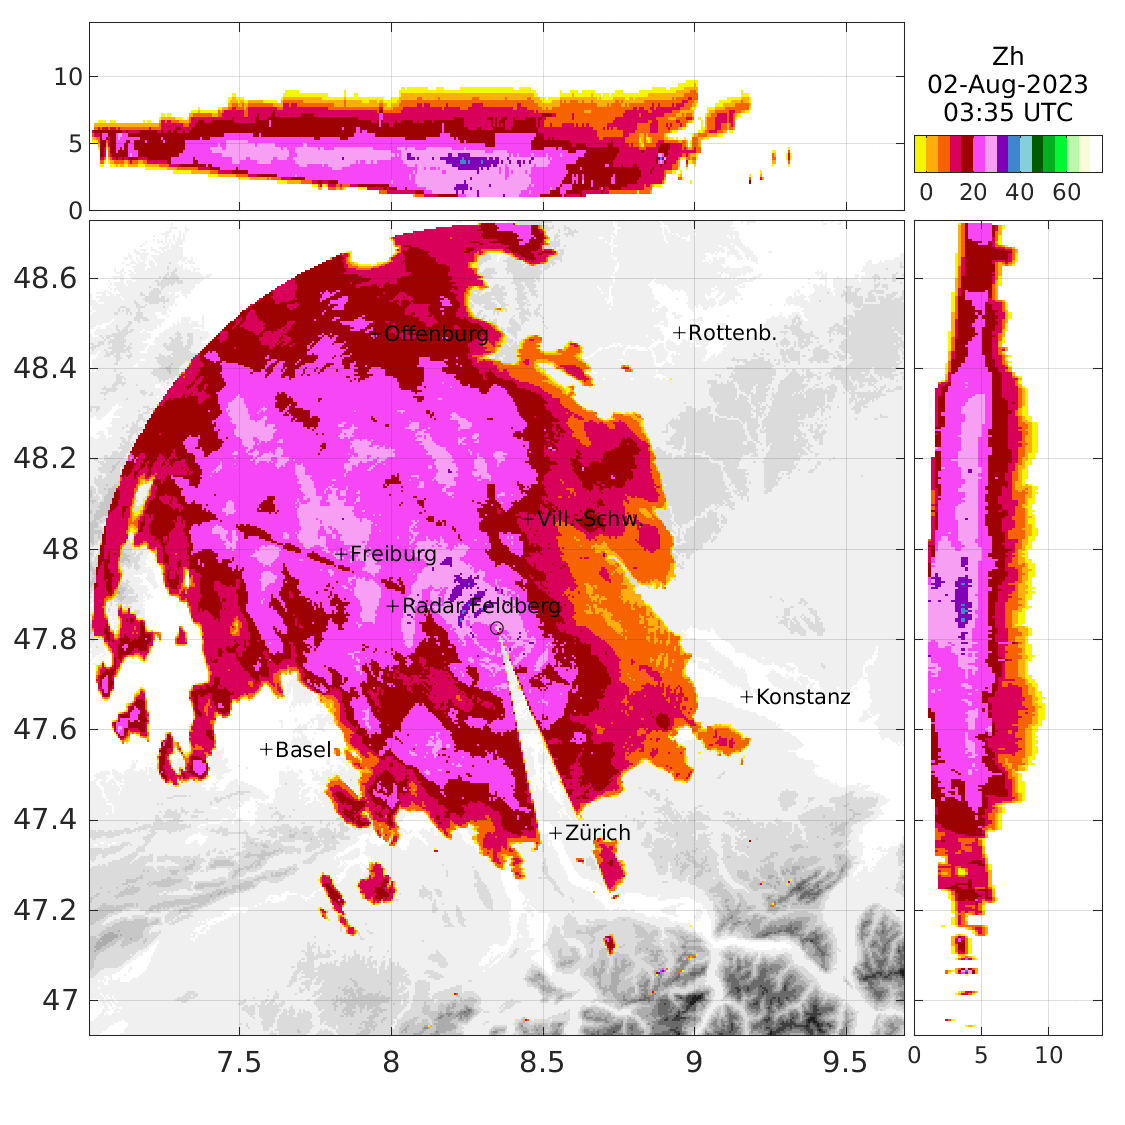 Zh
02-Aug-2023
03:35 UTC
10
5
0
0 20 40 60
48.6
48.4
48.2
48
47.8
47.6
47.4
47.2
47
+Offenburg
+Rottenb.
+Vill.-Schw.
+Freiburg
+Radar Feldberg
+Konstanz
+Basel
+Zürich
7.5 8 8.5 9 9.5
0 5 10